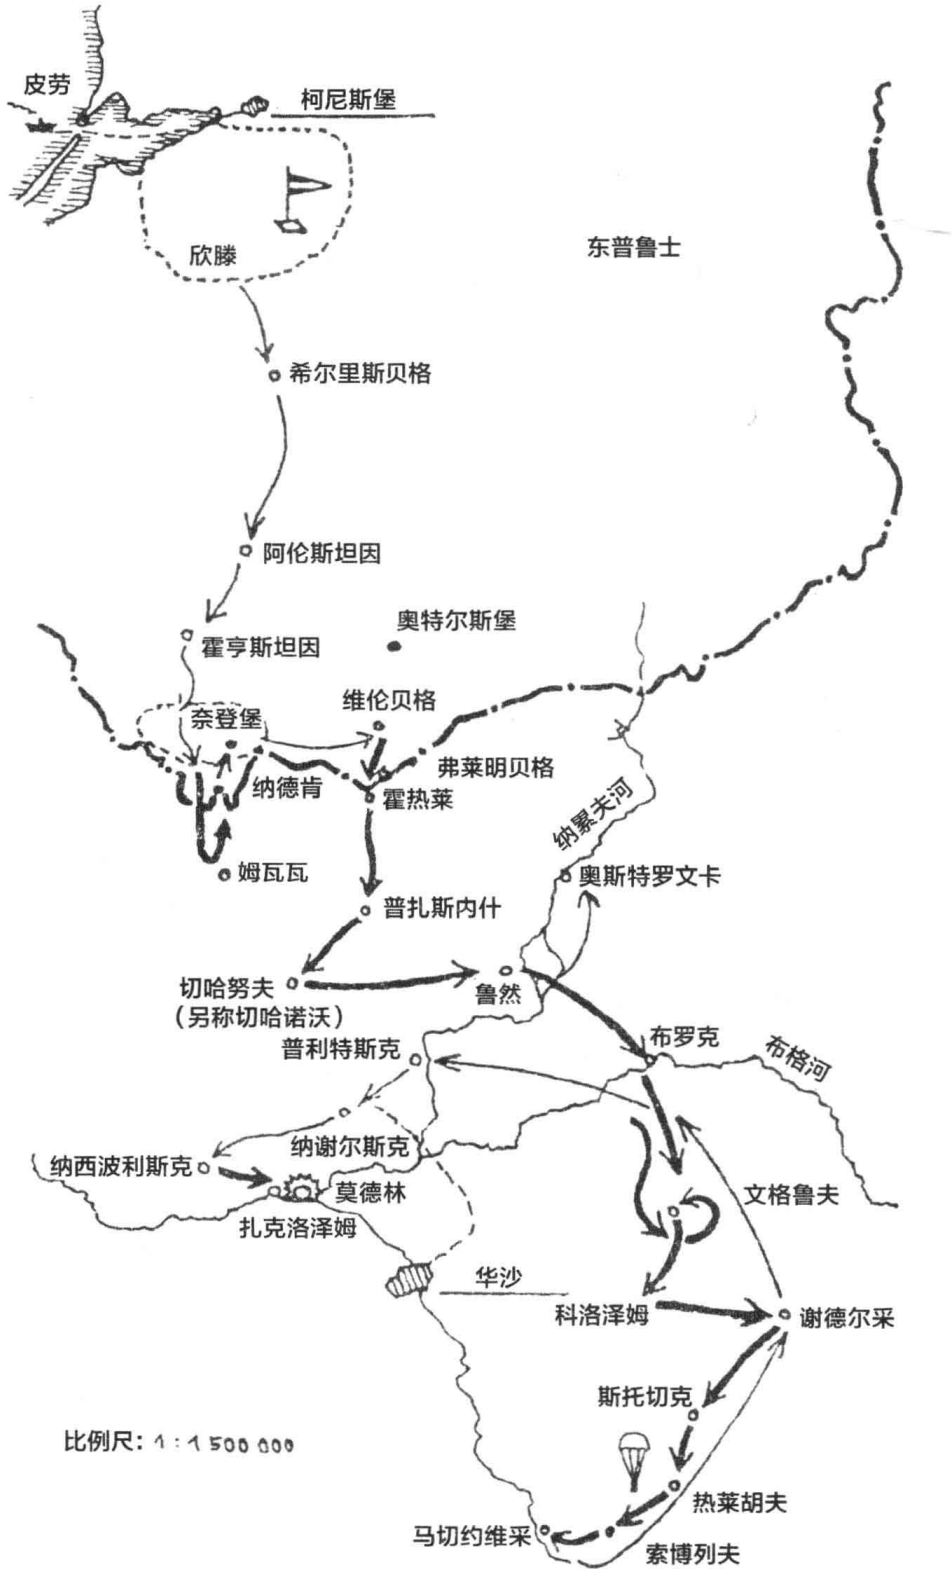 皮劳
柯尼斯堡
东普鲁士
欣滕
希尔里斯贝格
阿伦斯坦因
奥特尔斯堡
霍亨斯坦因
维伦贝格
奈登堡
弗莱明贝格
纳德肯
霍热莱
纳累夫河
姆瓦瓦
奥斯特罗文卡
普扎斯内什
切哈努夫
(另称切哈诺沃)
鲁然
布罗克
布格河
普利特斯克
纳谢尔斯克
纳西波利斯克
莫德林
文格鲁夫
扎克洛泽姆
华沙
科洛泽姆
谢德尔采
斯托切克
比例尺：1:1 500 000
热莱胡夫
马切约维采
索博列夫